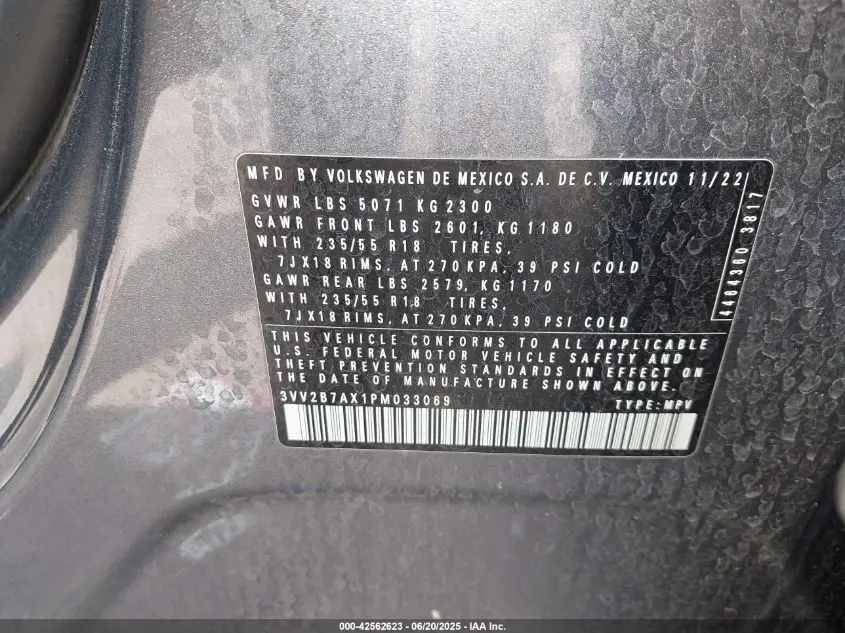 MFD BY VOLKSWAGEN DE MEXICO S.A. DE C.V. MEXICO 11/22
GVWR LBS 5071 KG 2300
GAWR FRONT LBS 2601, KG 1180
WITH 235/55 R18 TIRES,
7JX18 RIMS, AT 270 KPA, 39 PSI COLD
GAWR REAR LBS 2579, KG 1170
WITH 235/55 R18 TIRES,
7JX18 RIMS, AT 270 KPA, 39 PSI COLD
4464360 3817
THIS VEHICLE CONFORMS TO ALL APPLICABLE
U.S. FEDERAL MOTOR VEHICLE SAFETY AND
THEFT PREVENTION STANDARDS IN EFFECT ON
THE DATE OF MANUFACTURE SHOWN ABOVE.
3VV2B7AX1PM033069 TYPE: MPV
000-42562623 - 06/20/2025 - IAA Inc.